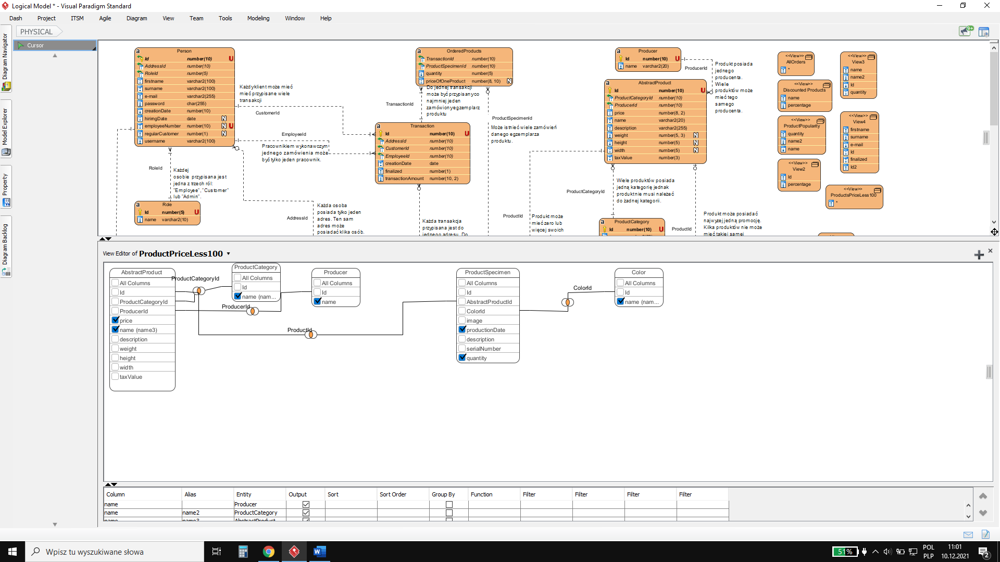 Logical Model * - Visual Paradigm Standard
Dash Project ITSM Agile Diagram View Team Tools Modeling Window Help
PHYSICAL
Cursor
Diagram Navigator
Model Explorer
Property
Diagram Backlog
Person
Id number(10) U
AddressId number(10)
RoleId number(5)
firstname varchar2(100)
surname varchar2(100)
e-mail varchar2(255)
password char(255)
creationDate number(10)
hirimgDate date N
employeeNumber number(10) N U
regularCustomer number(1) N
username varchar2(100)
Każdy klient może mieć
mieć przypisane wiele
transakcji
CustomerId
EmployeeId
Pracownikiem wykonawczym
jednego zamówienia może
być tylko jeden pracownik.
RoleId
Każdej
osobie przypisana jest
jedna z trzech ról:
"Employee", "Customer"
lub "Admin".
Role
Id number(5) U
name varchar2(10)
AddressId
Każda osoba
posiada tylko jeden
adres. Ten sam
adres może
posiadać klika osób.
OrderedProducts
TransactionId number(10)
ProductSpecimenId number(10)
quantity number(5)
priceOfOneProduct number(8, 10) N
TransactionId
Do jednej transakcji
może być przypisany co
najmniej jeden
zamówiony egzemplarz
produktu
ProductSpecimenId
Może istnieć wiele zamówień
danego egzemplarza
produktu.
Transaction
Id number(10) U
AddressId number(10)
CustomerId number(10)
EmployeeId number(10)
creationDate date
finalized number(1)
transactionAmount number(10, 2)
Każda transakcja
przypisana jest do
jednego adresu. Do
Producer
Id number(10) U
name varchar2(20)
ProducerId
Produkt posiada
jednego
producenta.
Wiele
produktów może
mieć tego
samego
producenta.
AbstractProduct
Id number(10) U
ProductCategoryId number(10)
ProducerId number(10)
price number(8, 2)
name varchar2(20)
description varchar2(255)
weight number(5, 3) N
height number(5) N
width number(5) N
taxValue number(3)
ProductCategoryId
Wiele produktów posiada
jedną kategorię jednak
produkt nie musi należeć
do żadnej kategorii.
ProductId
Produkt może
mieć zero lub
więcej swoich
ProductCategory
Id number(10) U
ProductId
Produkt może posiadać
najwyżej jedną promocję.
Kilka produktów nie może
mieć takiej samej
<<View>>
AllOrders
*
<<View>>
Discounted Products
name
percentage
<<View>>
ProductPopularity
quantity
name2
name
<<View>>
View2
Id
percentage
<<View>>
View3
name
name2
Id
quantity
<<View>>
View4
firstname
surname
e-mail
Id
finalized
Id2
<<View>>
ProductsPriceLess100
*
View Editor of ProductPriceLess100
AbstractProduct
All Columns
Id
ProductCategoryId
ProducerId
price
name (name3)
description
weight
height
width
taxValue
ProductCategoryId
ProductCategory
All Columns
Id
name (nam...
ProducerId
Producer
All Columns
Id
name
ProductId
ProductSpecimen
All Columns
Id
AbstractProductId
ColorId
image
productionDate
description
serialNumber
quantity
ColorId
Color
All Columns
Id
name (nam...
Column Alias Entity Output Sort Sort Order Group By Function Filter Filter Filter Filter
name Producer
name name2 ProductCategory
name name3 AbstractProduct
Wpisz tu wyszukiwane słowa
51%
POL
PLP
11:01
10.12.2021
2